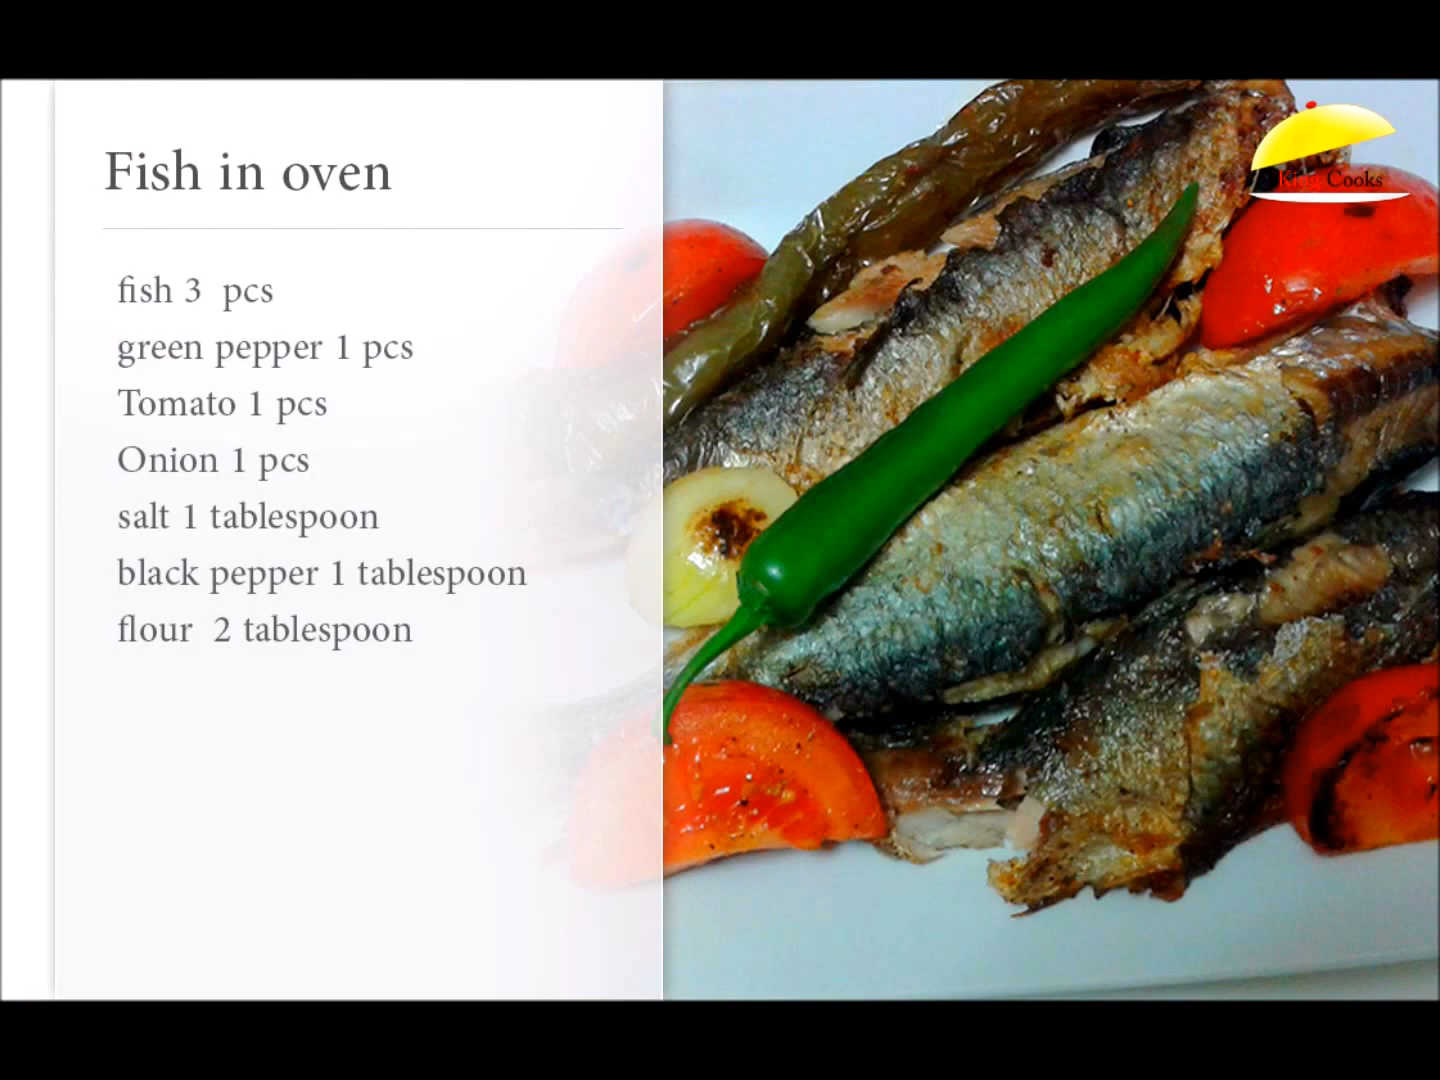 Fish in oven
fish 3 pcs
green pepper 1 pcs
Tomato 1 pcs
Onion 1 pcs
salt 1 tablespoon
black pepper 1 tablespoon
flour 2 tablespoon
Cooks